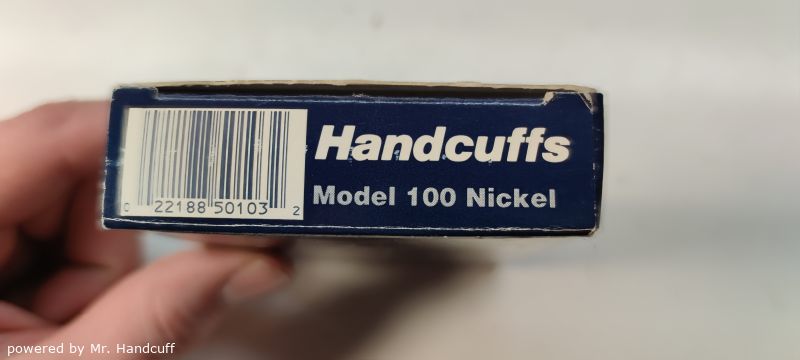 Handcuffs
Model 100 Nickel
0 22188 50103 2
powered by Mr. Handcuff